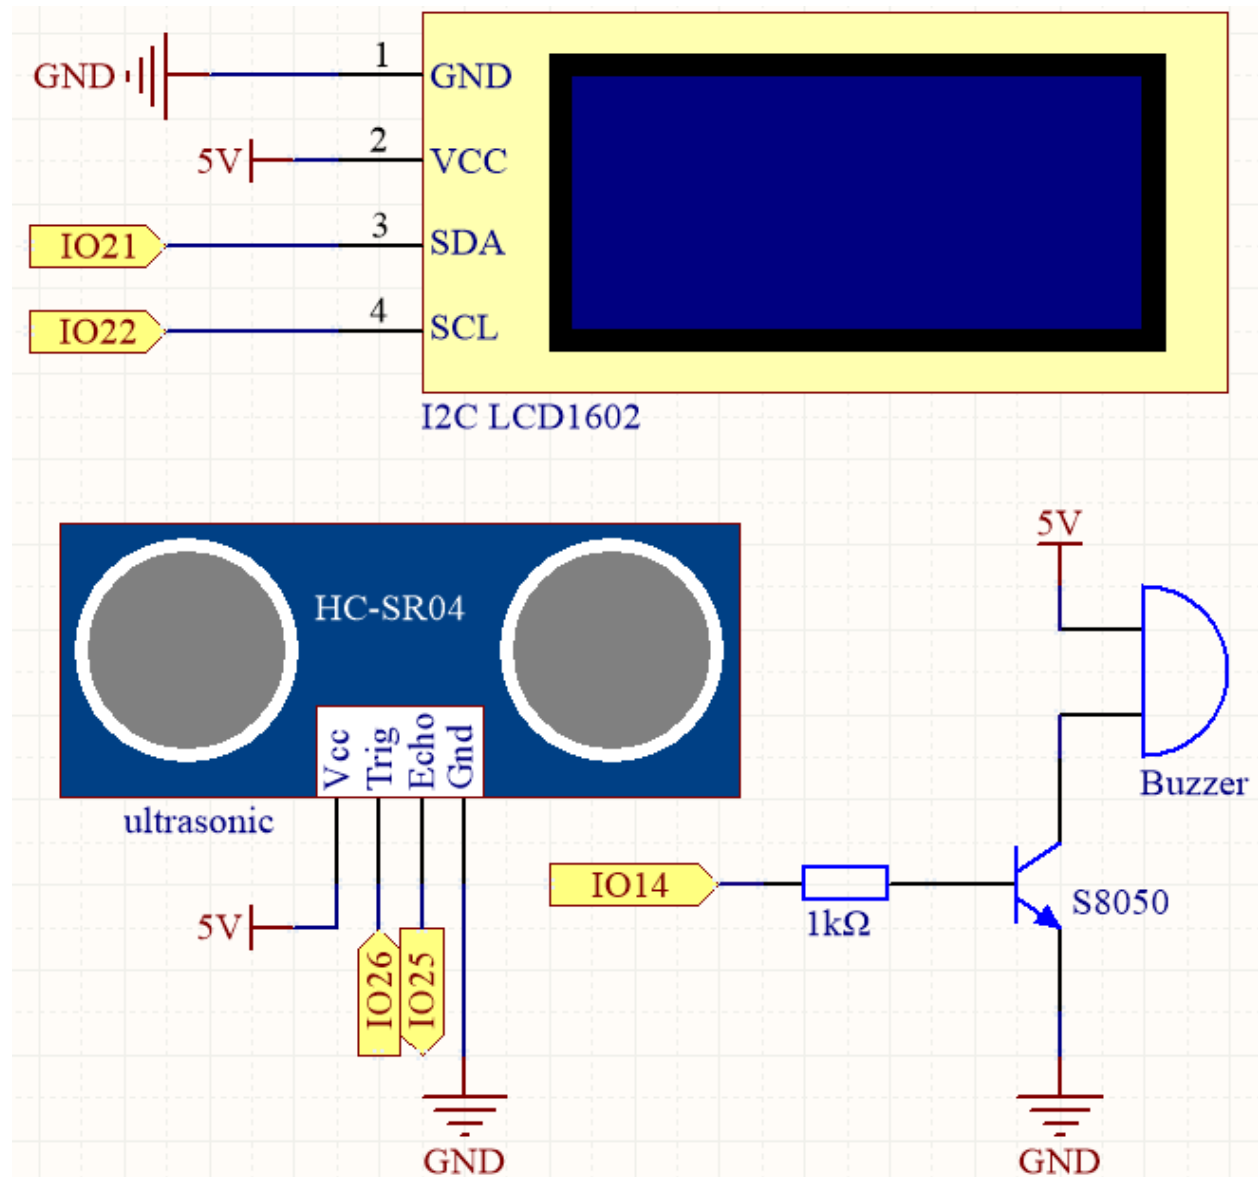 1
GND GND
2
5V VCC
3
IO21 SDA
4
IO22 SCL
I2C LCD1602
HC-SR04
Vcc
Trig
Echo
Gnd
ultrasonic
5V
IO26
IO25
GND
5V
Buzzer
IO14
1kΩ
S8050
GND